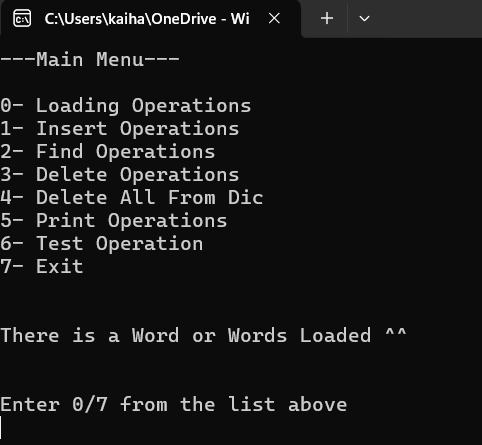 C:\Users\kaiha\OneDrive - Wi
---Main Menu---
0- Loading Operations
1- Insert Operations
2- Find Operations
3- Delete Operations
4- Delete All From Dic
5- Print Operations
6- Test Operation
7- Exit
There is a Word or Words Loaded ^^
Enter 0/7 from the list above